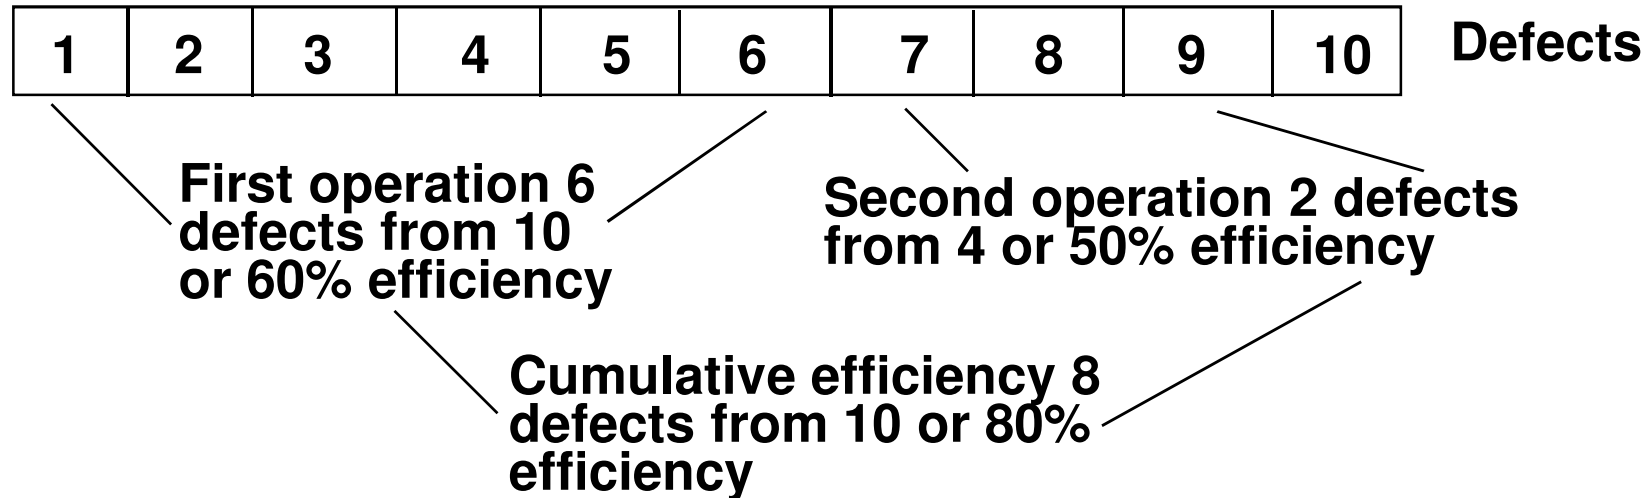 1 2 3 4 5 6 7 8 9 10 Defects
First operation 6
defects from 10
or 60% efficiency
Second operation 2 defects
from 4 or 50% efficiency
Cumulative efficiency 8
defects from 10 or 80%
efficiency